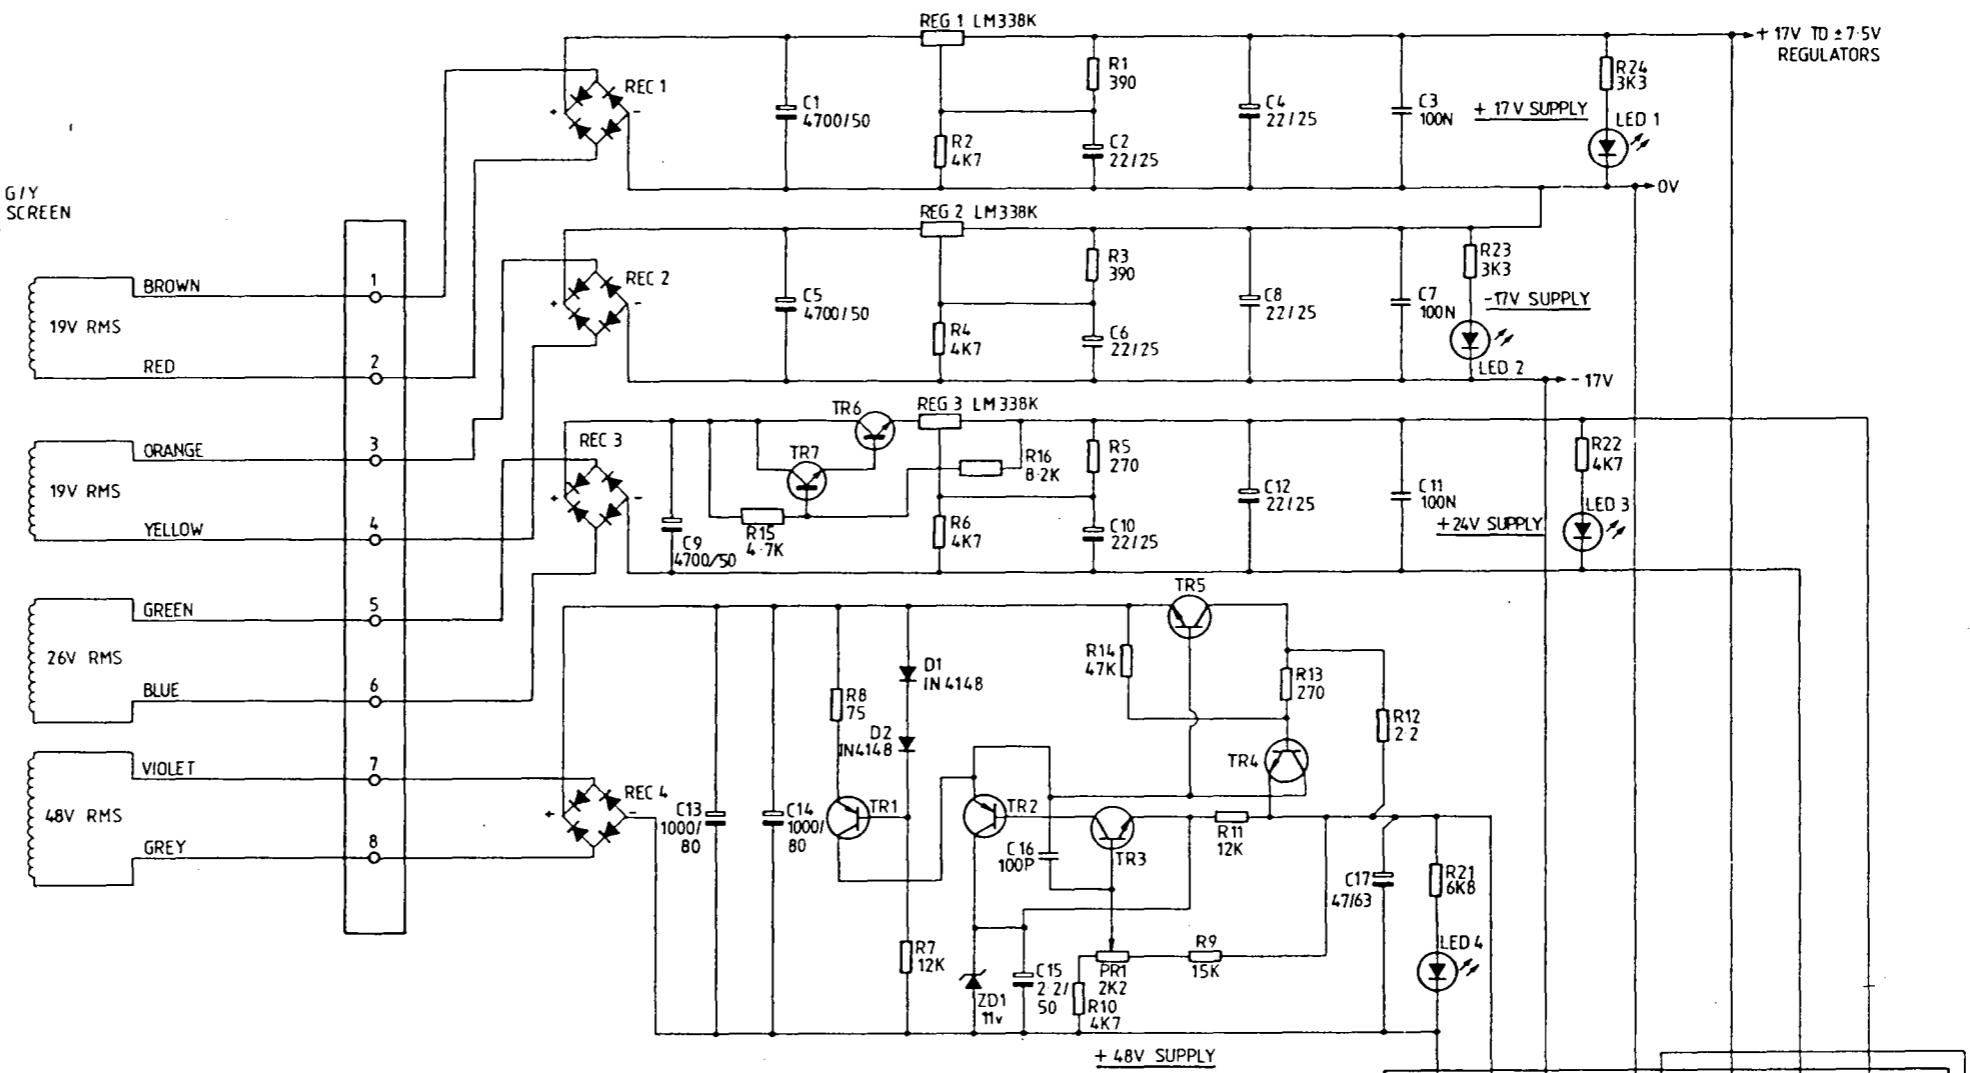 REG 1 LM338K
+ 17V TO ±7·5V
REGULATORS
REC 1
+
-
C1
4700/50
R1
390
R2
4K7
C2
22/25
C4
22/25
C3
100N
+ 17V SUPPLY
R24
3K3
LED 1
0V
G/Y
SCREEN
REG 2 LM338K
REC 2
+
-
C5
4700/50
R3
390
R4
4K7
C6
22/25
C8
22/25
C7
100N
R23
3K3
-17V SUPPLY
LED 2
- 17V
19V RMS
BROWN
1
RED
2
19V RMS
ORANGE
3
YELLOW
4
26V RMS
GREEN
5
BLUE
6
48V RMS
VIOLET
7
GREY
8
REC 3
+
-
TR6
REG 3 LM338K
TR7
R16
8·2K
R15
4·7K
C9
4700/50
R5
270
R6
4K7
C10
22/25
C12
22/25
C11
100N
+24V SUPPLY
R22
4K7
LED 3
TR5
R14
47K
R13
270
R12
2·2
TR4
D1
IN4148
R8
75
D2
IN4148
REC 4
+
-
C13
1000/
80
C14
1000/
80
TR1
TR2
C16
100P
TR3
R11
12K
C17
47/63
R21
6K8
LED 4
R7
12K
ZD1
11v
C15
2·2/
50
PR1
2K2
R10
4K7
R9
15K
+ 48V SUPPLY